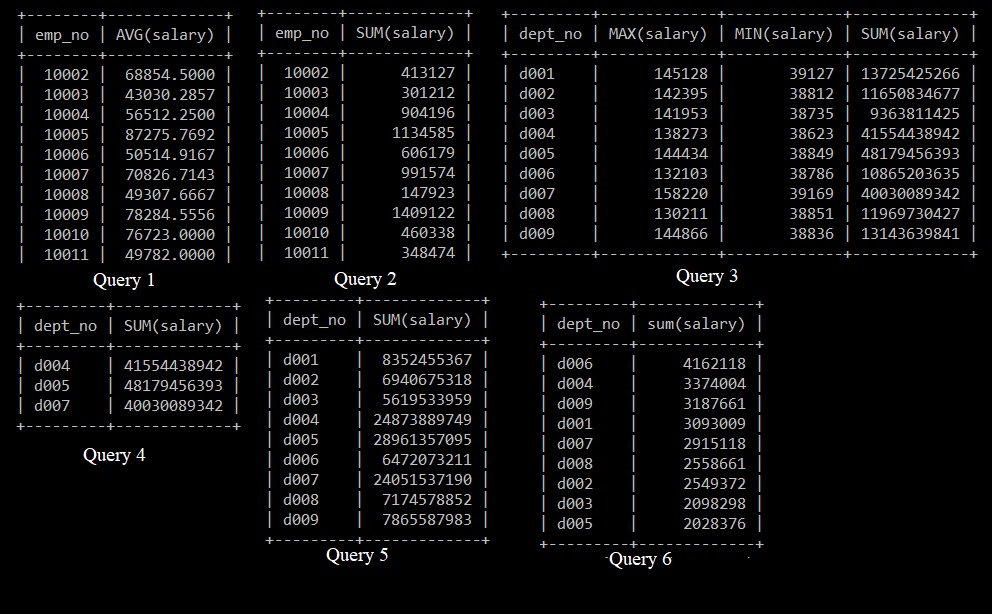 +--------+-------------+
| emp_no | AVG(salary) |
+--------+-------------+
| 10002 | 68854.5000 |
| 10003 | 43030.2857 |
| 10004 | 56512.2500 |
| 10005 | 87275.7692 |
| 10006 | 50514.9167 |
| 10007 | 70826.7143 |
| 10008 | 49307.6667 |
| 10009 | 78284.5556 |
| 10010 | 76723.0000 |
| 10011 | 49782.0000 |
Query 1
+--------+-------------+
| emp_no | SUM(salary) |
+--------+-------------+
| 10002 | 413127 |
| 10003 | 301212 |
| 10004 | 904196 |
| 10005 | 1134585 |
| 10006 | 606179 |
| 10007 | 991574 |
| 10008 | 147923 |
| 10009 | 1409122 |
| 10010 | 460338 |
| 10011 | 348474 |
Query 2
+---------+-------------+-------------+-------------+
| dept_no | MAX(salary) | MIN(salary) | SUM(salary) |
+---------+-------------+-------------+-------------+
| d001 | 145128 | 39127 | 13725425266 |
| d002 | 142395 | 38812 | 11650834677 |
| d003 | 141953 | 38735 | 9363811425 |
| d004 | 138273 | 38623 | 41554438942 |
| d005 | 144434 | 38849 | 48179456393 |
| d006 | 132103 | 38786 | 10865203635 |
| d007 | 158220 | 39169 | 40030089342 |
| d008 | 130211 | 38851 | 11969730427 |
| d009 | 144866 | 38836 | 13143639841 |
+---------+-------------+-------------+-------------+
Query 3
+---------+-------------+
| dept_no | SUM(salary) |
+---------+-------------+
| d004 | 41554438942 |
| d005 | 48179456393 |
| d007 | 40030089342 |
+---------+-------------+
Query 4
+---------+-------------+
| dept_no | SUM(salary) |
+---------+-------------+
| d001 | 8352455367 |
| d002 | 6940675318 |
| d003 | 5619533959 |
| d004 | 24873889749 |
| d005 | 28961357095 |
| d006 | 6472073211 |
| d007 | 24051537190 |
| d008 | 7174578852 |
| d009 | 7865587983 |
+---------+-------------+
Query 5
+---------+-------------+
| dept_no | sum(salary) |
+---------+-------------+
| d006 | 4162118 |
| d004 | 3374004 |
| d009 | 3187661 |
| d001 | 3093009 |
| d007 | 2915118 |
| d008 | 2558661 |
| d002 | 2549372 |
| d003 | 2098298 |
| d005 | 2028376 |
+---------+-------------+
Query 6